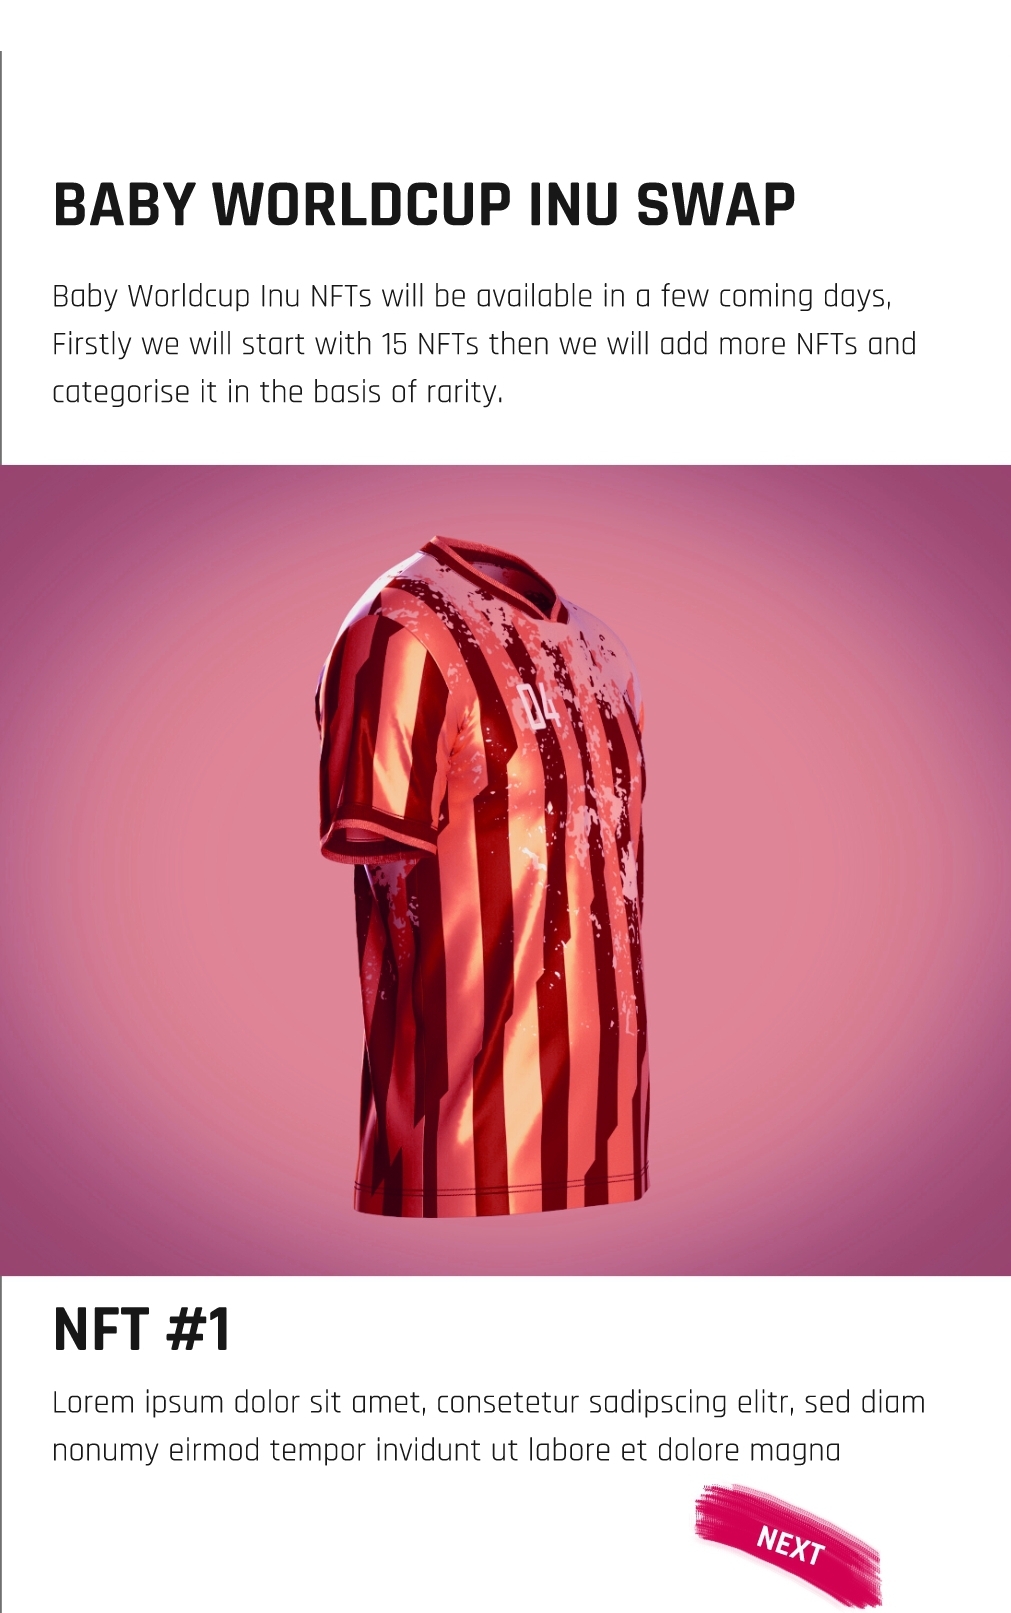 BABY WORLDCUP INU SWAP
Baby Worldcup Inu NFTs will be available in a few coming days,
Firstly we will start with 15 NFTs then we will add more NFTs and
categorise it in the basis of rarity.
04
NFT #1
Lorem ipsum dolor sit amet, consetetur sadipscing elitr, sed diam
nonumy eirmod tempor invidunt ut labore et dolore magna
NEXT